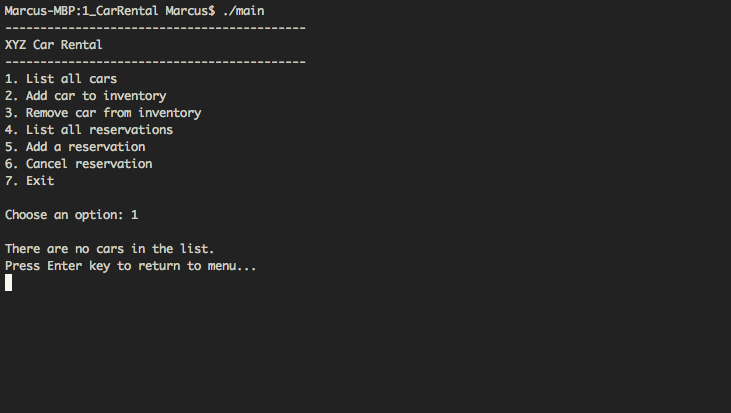 Marcus-MBP:1_CarRental Marcus$ ./main
-------------------------------------------
XYZ Car Rental
-------------------------------------------
1. List all cars
2. Add car to inventory
3. Remove car from inventory
4. List all reservations
5. Add a reservation
6. Cancel reservation
7. Exit
Choose an option: 1
There are no cars in the list.
Press Enter key to return to menu...